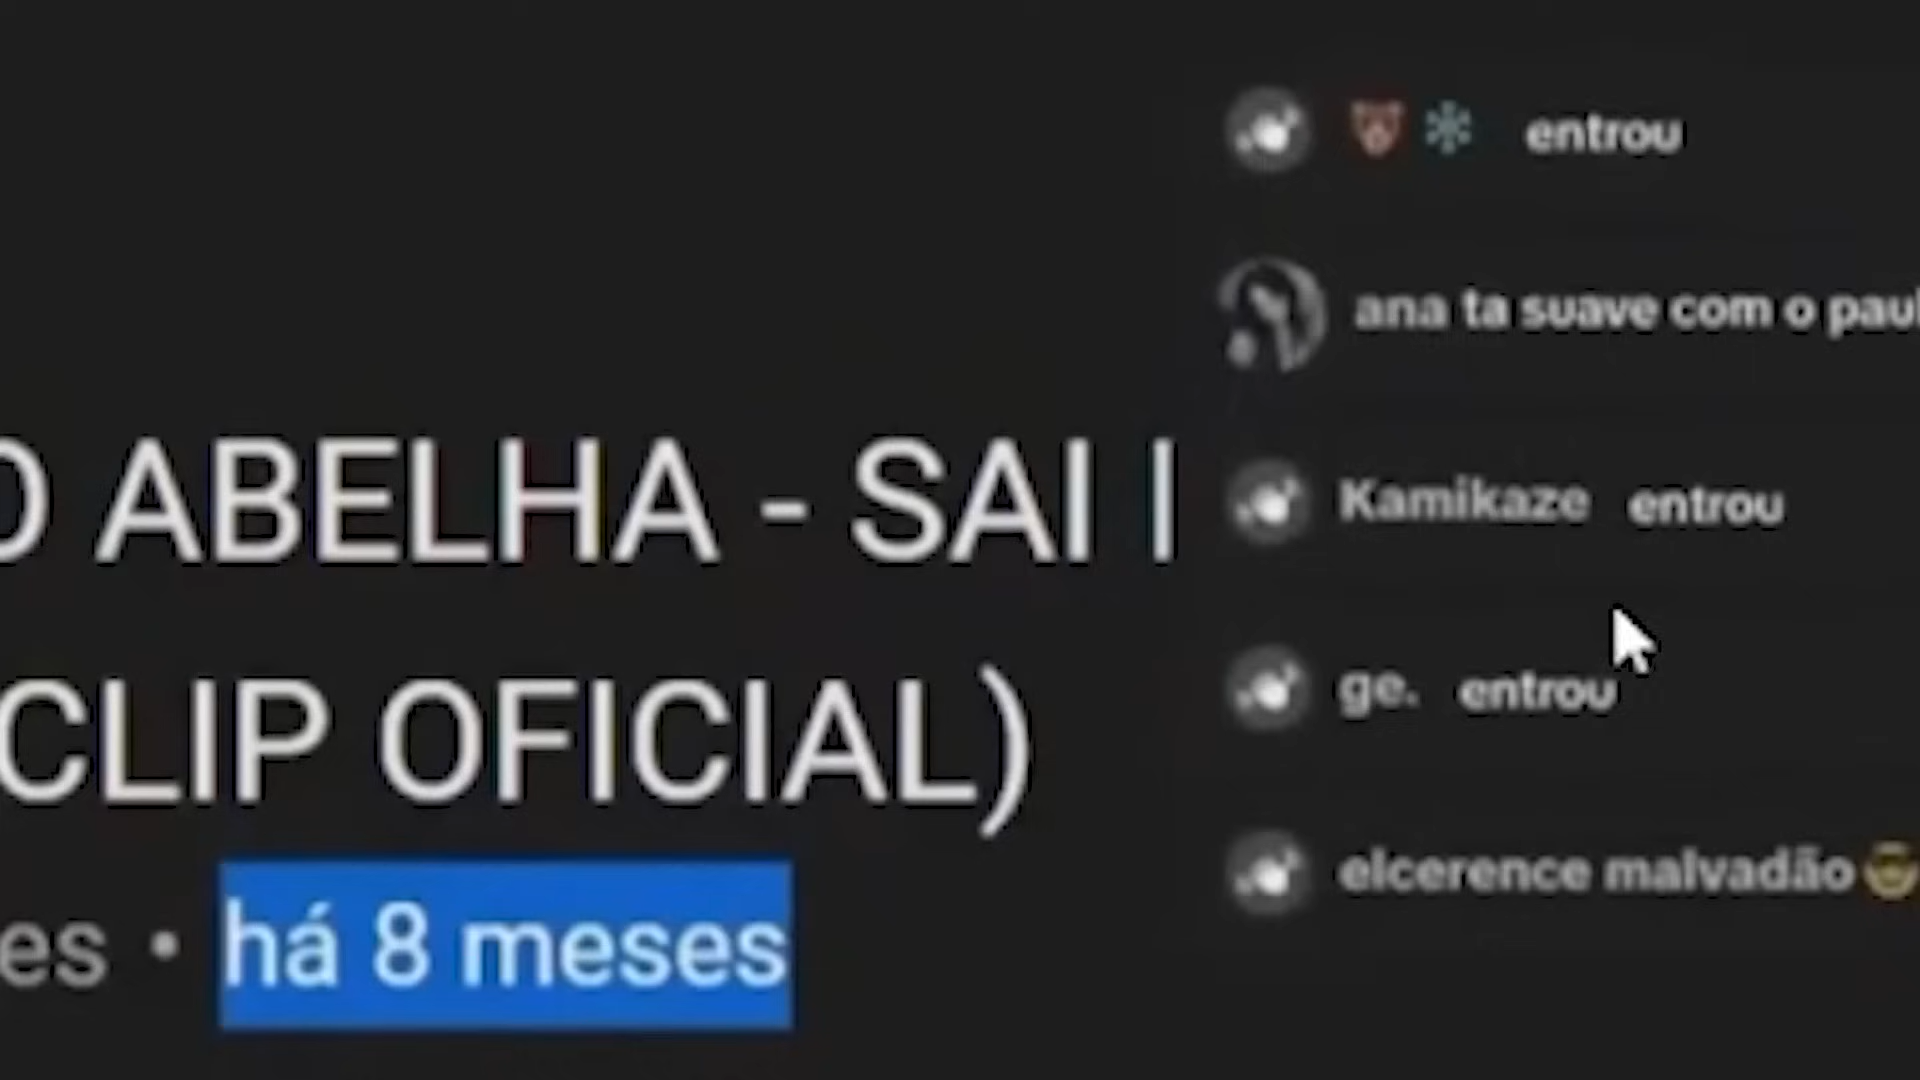 O ABELHA - SAI I
CLIP OFICIAL)
es • há 8 meses
entrou
ana ta suave com o paul
Kamikaze entrou
ge. entrou
elcerence malvadão